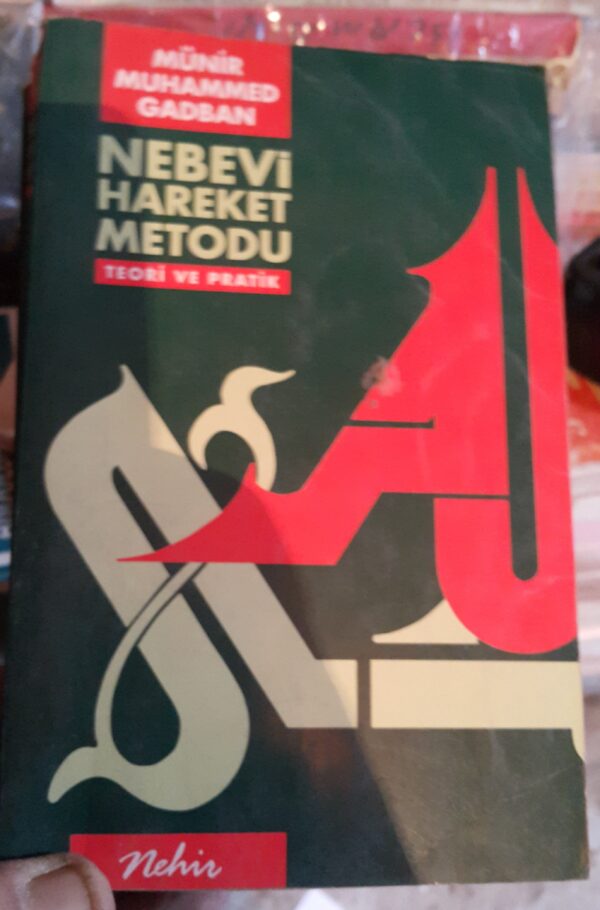 MÜNİR
MUHAMMED
GADBAN
NEBEVİ
HAREKET
METODU
TEORİ VE PRATİK
Nehir